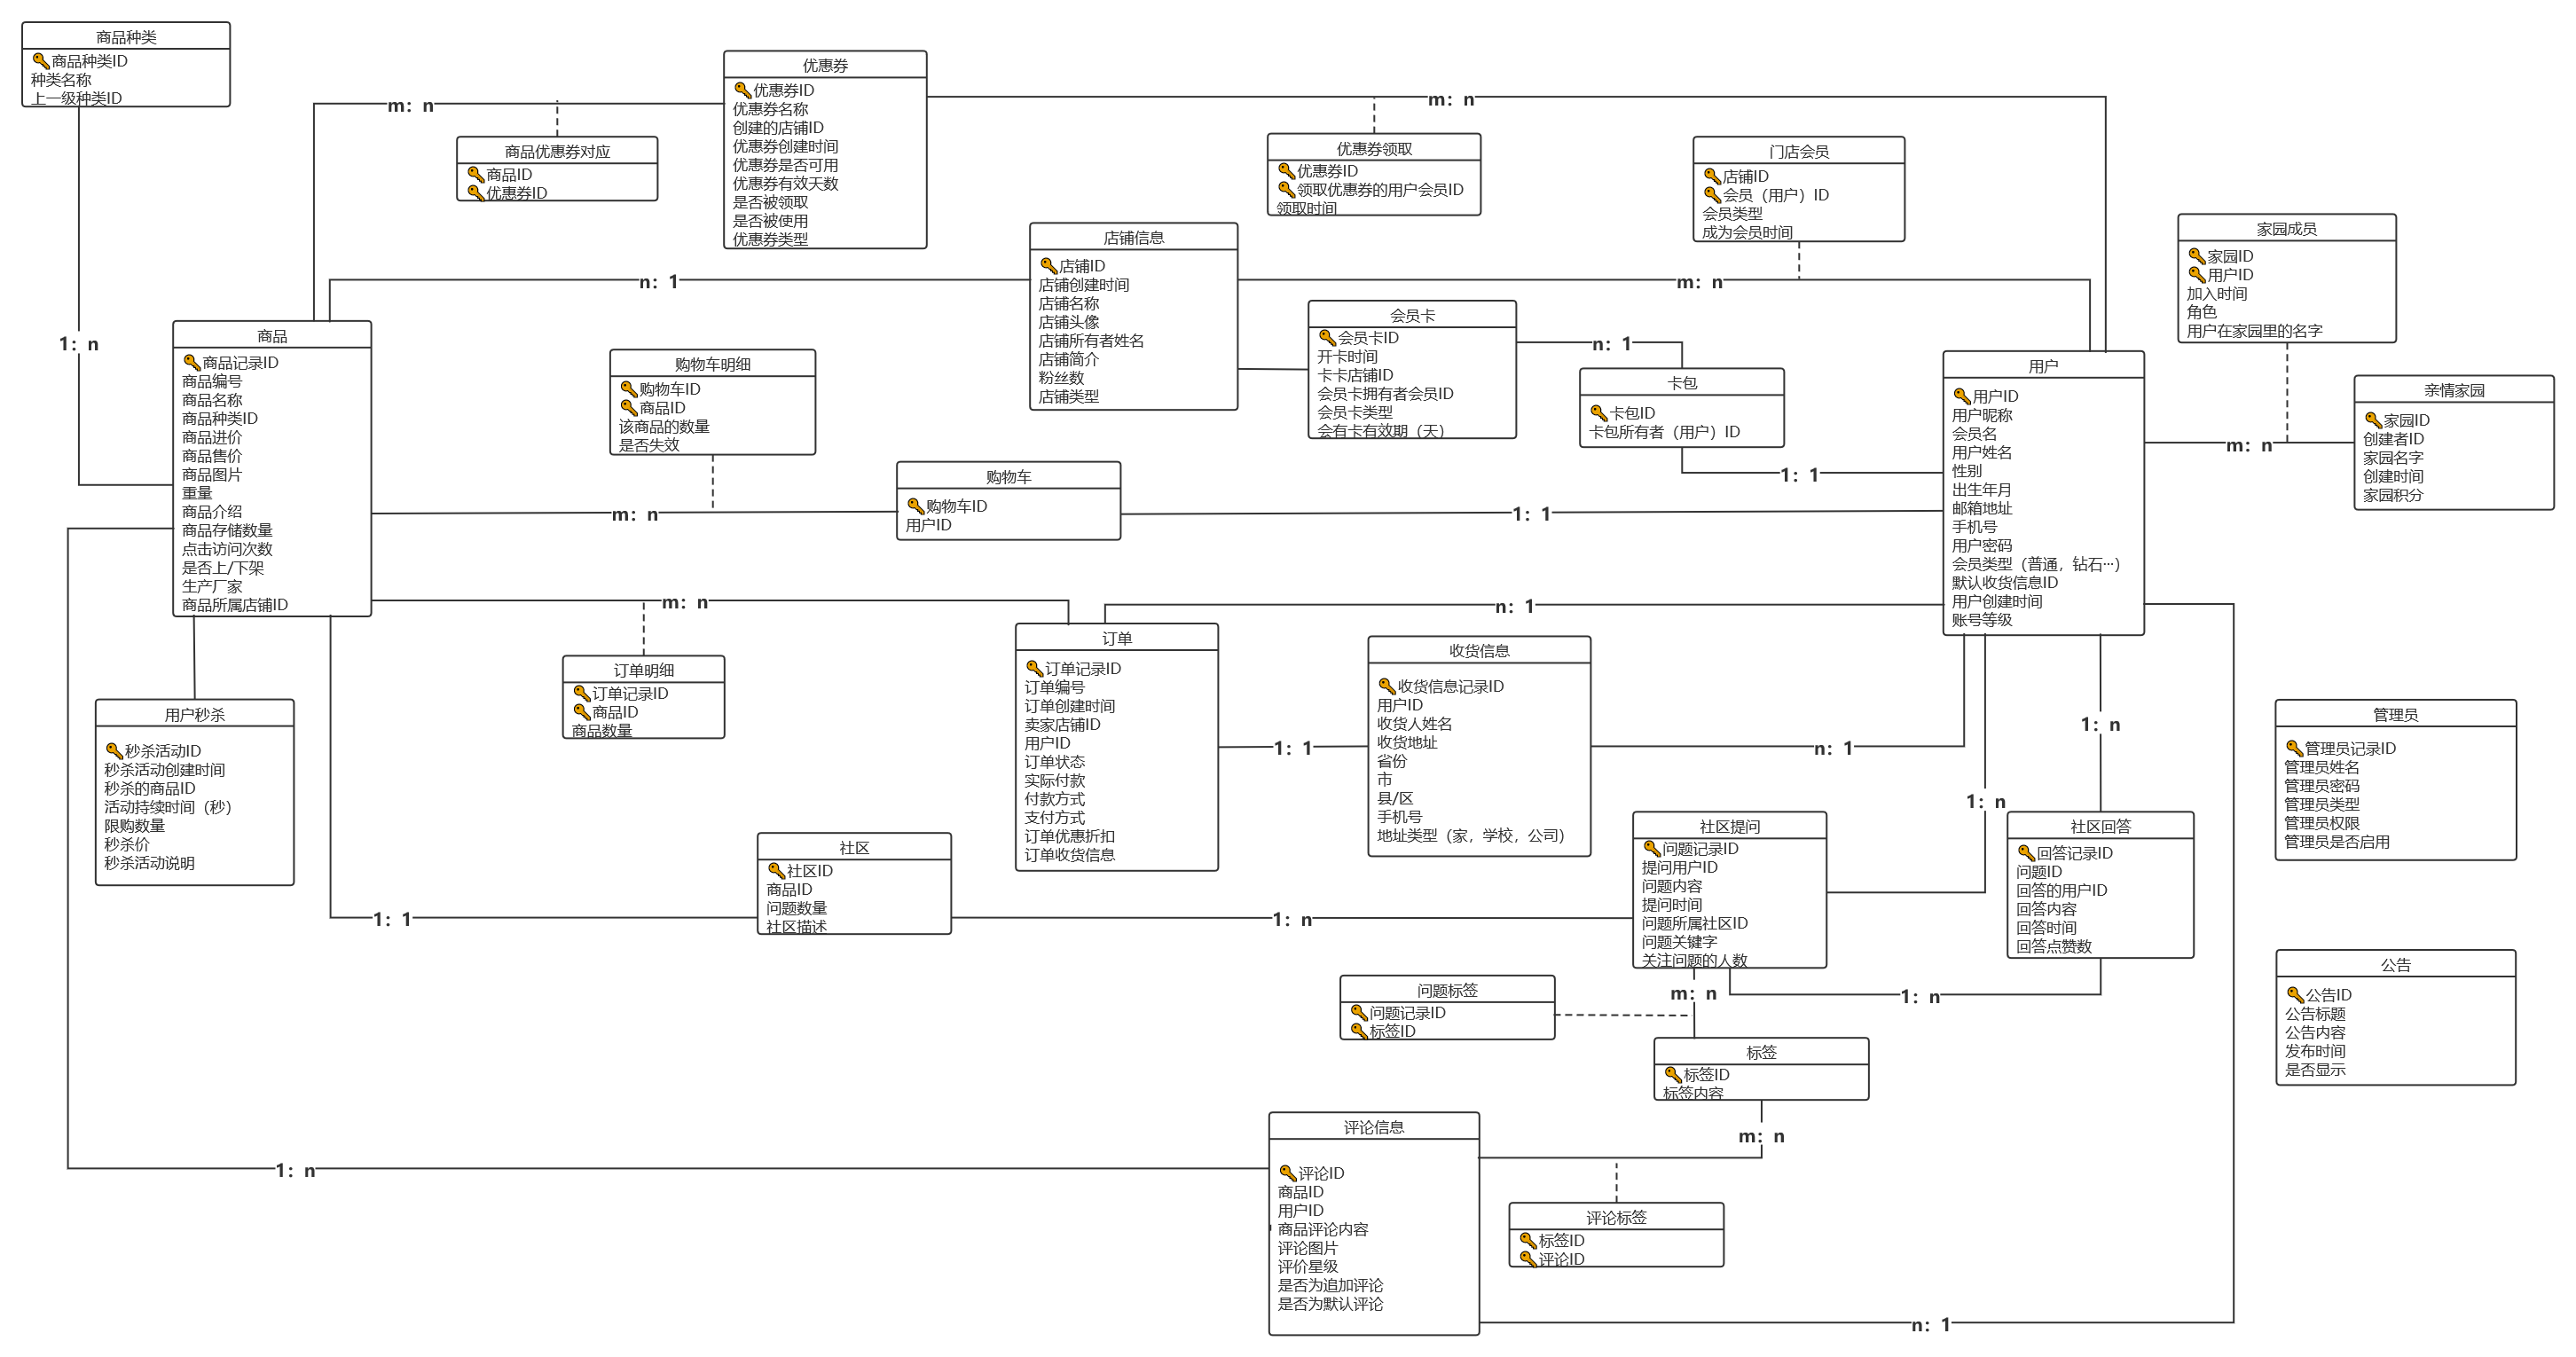 商品种类
商品种类ID
种类名称
上一级种类ID
1: n
m: n
商品优惠券对应
商品ID
优惠券ID
优惠券
优惠券ID
优惠券名称
创建的店铺ID
优惠券创建时间
优惠券是否可用
优惠券有效天数
是否被领取
是否被使用
优惠券类型
m: n
优惠券领取
优惠券ID
领取优惠券的用户会员ID
领取时间
门店会员
店铺ID
会员（用户）ID
会员类型
成为会员时间
m: n
n: 1
店铺信息
店铺ID
店铺创建时间
店铺名称
店铺头像
店铺所有者姓名
店铺简介
粉丝数
店铺类型
会员卡
会员卡ID
开卡时间
卡卡店铺ID
会员卡拥有者会员ID
会员卡类型
会有卡有效期（天）
n: 1
卡包
卡包ID
卡包所有者（用户）ID
1: 1
家园成员
家园ID
用户ID
加入时间
角色
用户在家园里的名字
亲情家园
家园ID
创建者ID
家园名字
创建时间
家园积分
m: n
用户
用户ID
用户昵称
会员名
用户姓名
性别
出生年月
邮箱地址
手机号
用户密码
会员类型（普通，钻石···）
默认收货信息ID
用户创建时间
账号等级
商品
商品记录ID
商品编号
商品名称
商品种类ID
商品进价
商品售价
商品图片
重量
商品介绍
商品存储数量
点击访问次数
是否上/下架
生产厂家
商品所属店铺ID
购物车明细
购物车ID
商品ID
该商品的数量
是否失效
m: n
购物车
购物车ID
用户ID
1: 1
m: n
订单明细
订单记录ID
商品ID
商品数量
n: 1
订单
订单记录ID
订单编号
订单创建时间
卖家店铺ID
用户ID
订单状态
实际付款
付款方式
支付方式
订单优惠折扣
订单收货信息
1: 1
收货信息
收货信息记录ID
用户ID
收货人姓名
收货地址
省份
市
县/区
手机号
地址类型（家，学校，公司）
n: 1
1: n
1: n
用户秒杀
秒杀活动ID
秒杀活动创建时间
秒杀的商品ID
活动持续时间（秒）
限购数量
秒杀价
秒杀活动说明
1: 1
社区
社区ID
商品ID
问题数量
社区描述
1: n
社区提问
问题记录ID
提问用户ID
问题内容
提问时间
问题所属社区ID
问题关键字
关注问题的人数
社区回答
回答记录ID
问题ID
回答的用户ID
回答内容
回答时间
回答点赞数
1: n
管理员
管理员记录ID
管理员姓名
管理员密码
管理员类型
管理员权限
管理员是否启用
公告
公告ID
公告标题
公告内容
发布时间
是否显示
m: n
问题标签
问题记录ID
标签ID
标签
标签ID
标签内容
m: n
1: n
评论信息
评论ID
商品ID
用户ID
商品评论内容
评论图片
评价星级
是否为追加评论
是否为默认评论
评论标签
标签ID
评论ID
n: 1